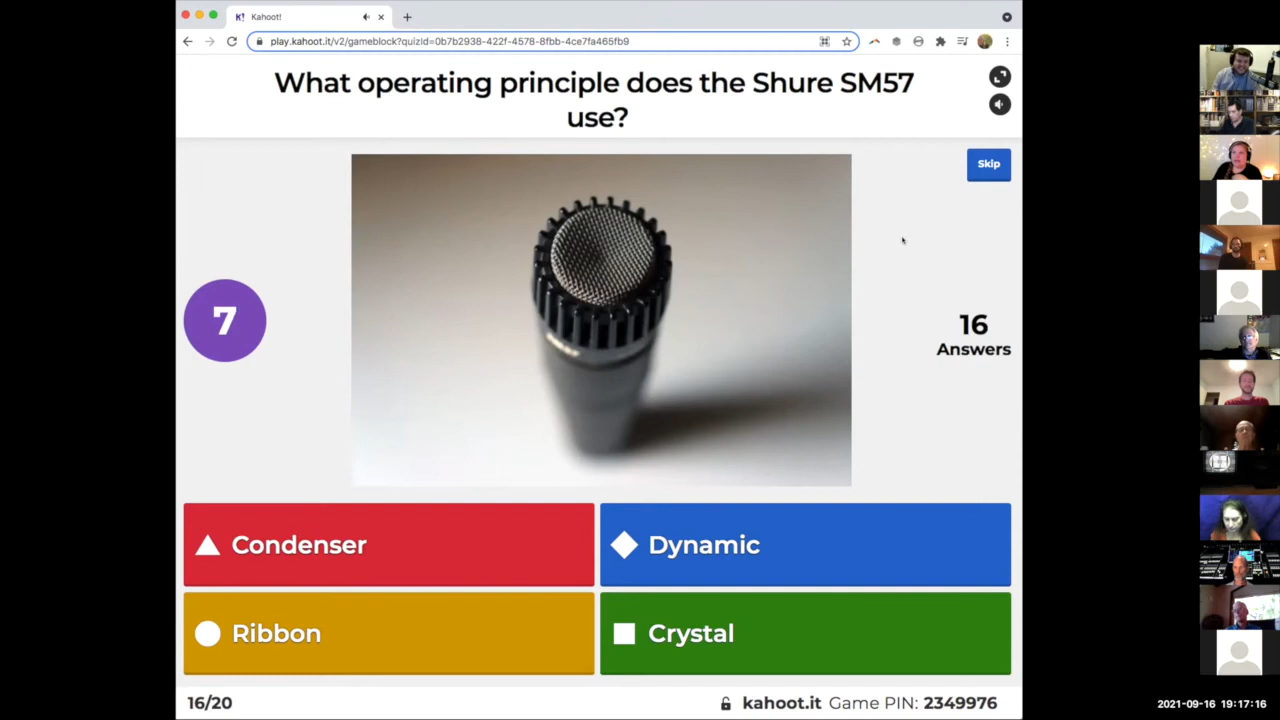 Kahoot!
play.kahoot.it/v2/gameblock?quizid=0b7b2938-422f-4578-8fbb-4ce7fa465fb9
What operating principle does the Shure SM57
use?
Skip
7
16
Answers
Condenser
Dynamic
Ribbon
Crystal
16/20
kahoot.it Game PIN: 2349976
2021-09-16 19:17:16